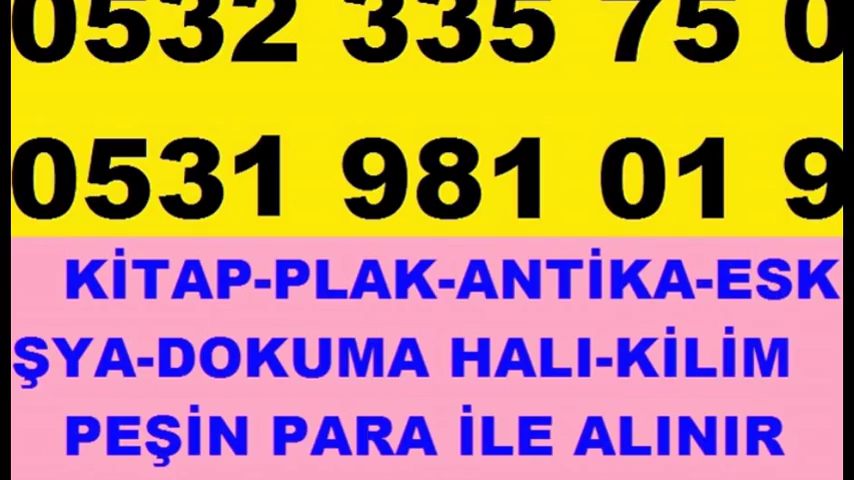 0532 335 75 0
0531 981 01 9
KİTAP-PLAK-ANTİKA-ESK
ŞYA-DOKUMA HALI-KİLİM
PEŞİN PARA İLE ALINIR